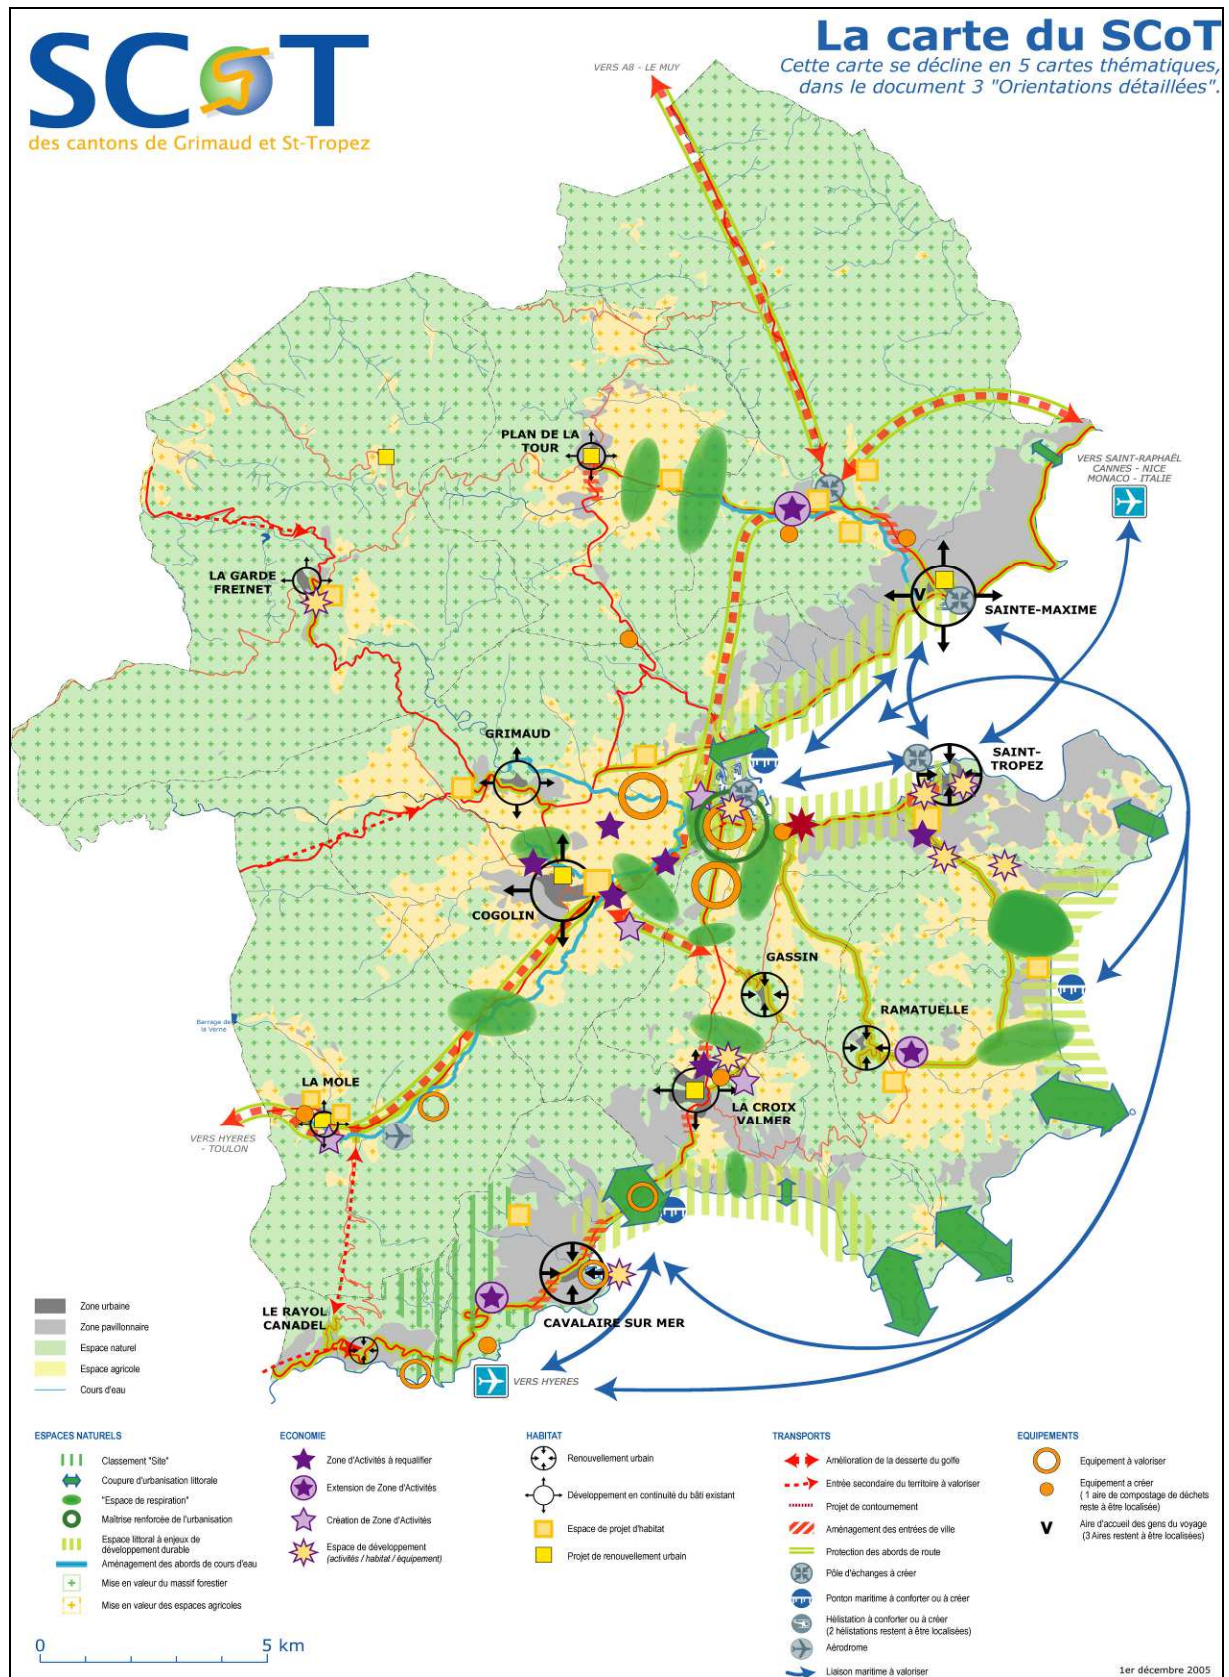 SCoT
des cantons de Grimaud et St-Tropez
La carte du SCoT
Cette carte se décline en 5 cartes thématiques,
dans le document 3 "Orientations détaillées".
VERS A8 - LE MUY
PLAN DE LA
TOUR
VERS SAINT-RAPHAËL
CANNES - NICE
MONACO - ITALIE
LA GARDE
FREINET
V
SAINTE-MAXIME
GRIMAUD
SAINT-
TROPEZ
COGOLIN
GASSIN
RAMATUELLE
Barrage de
la Verne
LA MOLE
LA CROIX
VALMER
VERS HYERES
- TOULON
LE RAYOL
CANADEL
CAVALAIRE SUR MER
VERS HYERES
Zone urbaine
Zone pavillonnaire
Espace naturel
Espace agricole
Cours d'eau
ESPACES NATURELS
Classement "Site"
Coupure d'urbanisation littorale
"Espace de respiration"
Maîtrise renforcée de l'urbanisation
Espace littoral à enjeux de
développement durable
Aménagement des abords de cours d'eau
Mise en valeur du massif forestier
Mise en valeur des espaces agricoles
0 5 km
ECONOMIE
Zone d'Activités à requalifier
Extension de Zone d'Activités
Création de Zone d'Activités
Espace de développement
(activités / habitat / équipement)
HABITAT
Renouvellement urbain
Développement en continuité du bâti existant
Espace de projet d'habitat
Projet de renouvellement urbain
TRANSPORTS
Amélioration de la desserte du golfe
Entrée secondaire du territoire à valoriser
Projet de contournement
Aménagement des entrées de ville
Protection des abords de route
Pôle d'échanges à créer
Ponton maritime à conforter ou à créer
Hélistation à conforter ou à créer
(2 hélistations restent à être localisées)
Aérodrome
Liaison maritime à valoriser
EQUIPEMENTS
Equipement à valoriser
Equipement a créer
( 1 aire de compostage de déchets
reste à être localisée)
V
Aire d'accueil des gens du voyage
(3 Aires restent à être localisées)
1er décembre 2005